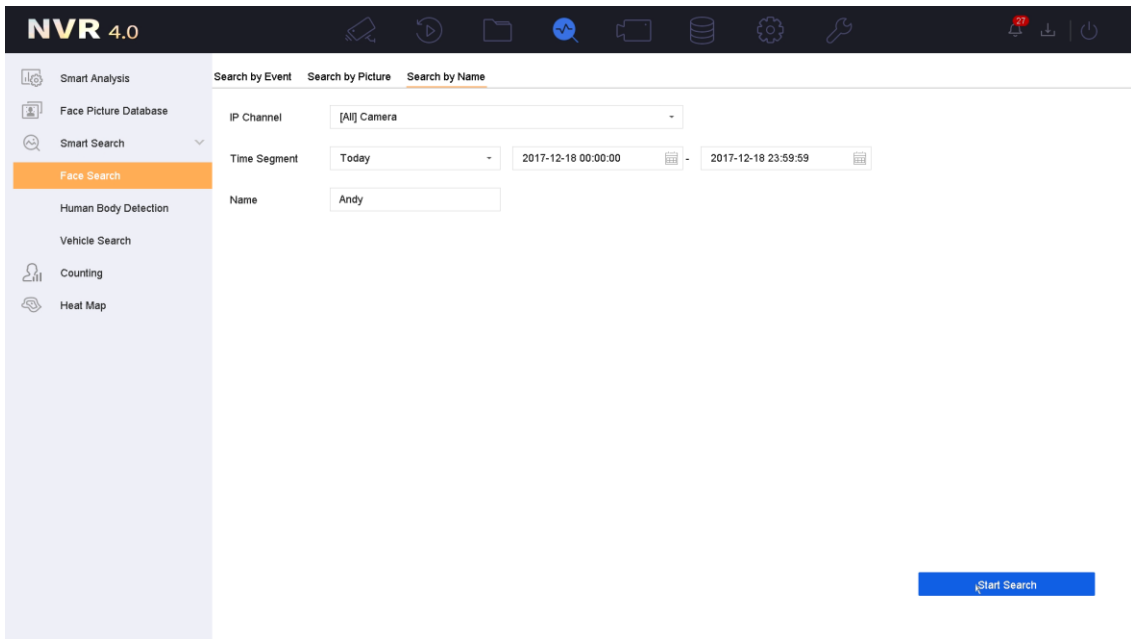 NVR 4.0
27
Smart Analysis
Face Picture Database
Smart Search
Face Search
Human Body Detection
Vehicle Search
Counting
Heat Map
Search by Event Search by Picture Search by Name
IP Channel [All] Camera
Time Segment Today 2017-12-18 00:00:00 - 2017-12-18 23:59:59
Name Andy
Start Search